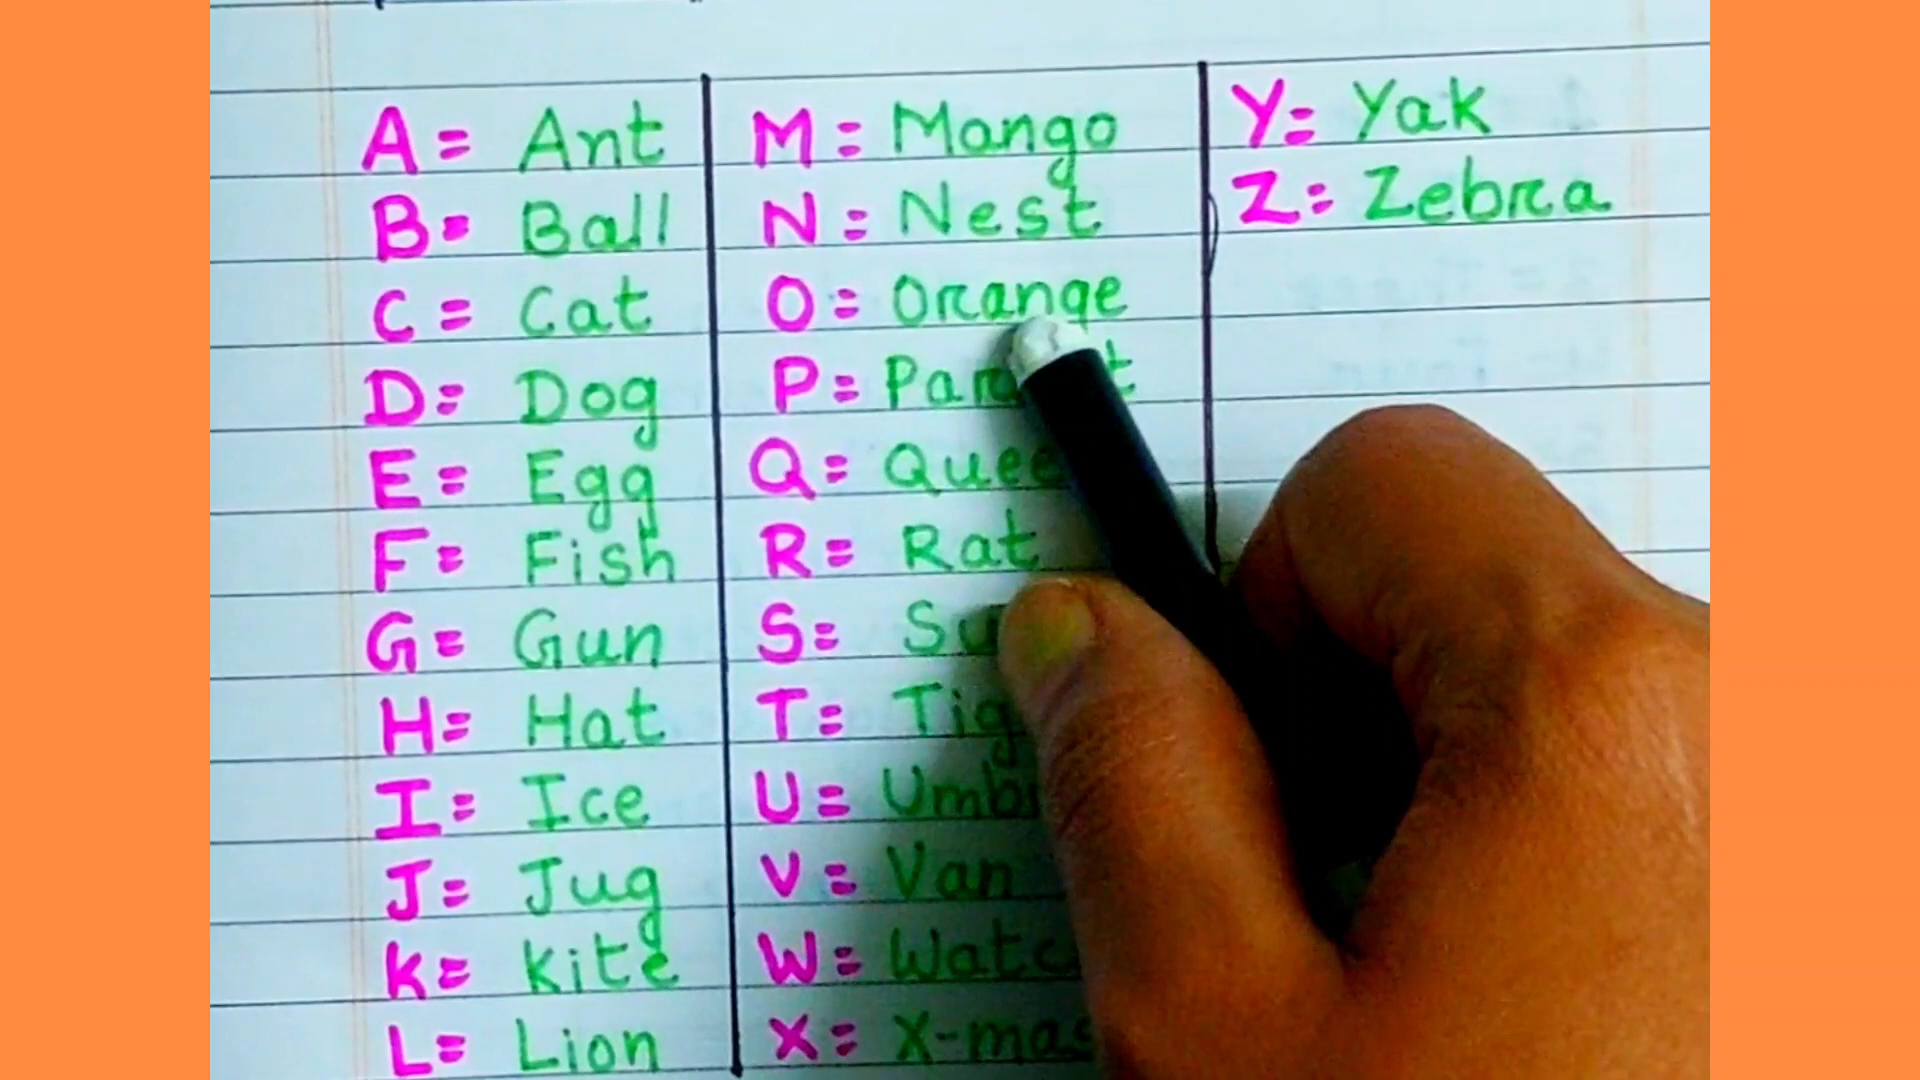 A = Ant
B = Ball
C = Cat
D = Dog
E = Egg
F = Fish
G = Gun
H = Hat
I = Ice
J = Jug
K = Kite
L = Lion
M = Mango
N = Nest
O = Orange
P =
Q =
R = Rat
S =
T =
U =
V = Van
W =
X = X-mas
Y = Yak
Z = Zebra